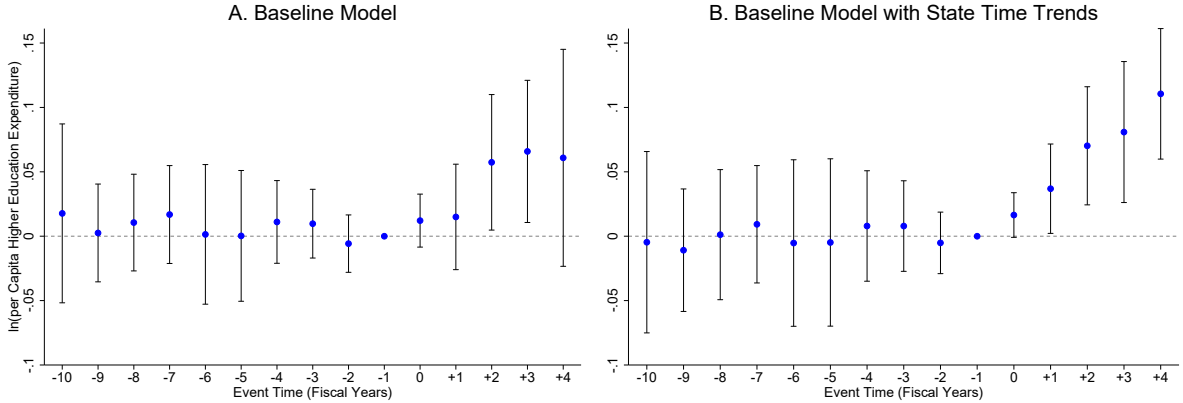 A. Baseline Model
ln(per Capita Higher Education Expenditure)
.15
.1
.05
0
-.05
-.1
-10 -9 -8 -7 -6 -5 -4 -3 -2 -1 0 +1 +2 +3 +4
Event Time (Fiscal Years)
B. Baseline Model with State Time Trends
.15
.1
.05
0
-.05
-.1
-10 -9 -8 -7 -6 -5 -4 -3 -2 -1 0 +1 +2 +3 +4
Event Time (Fiscal Years)